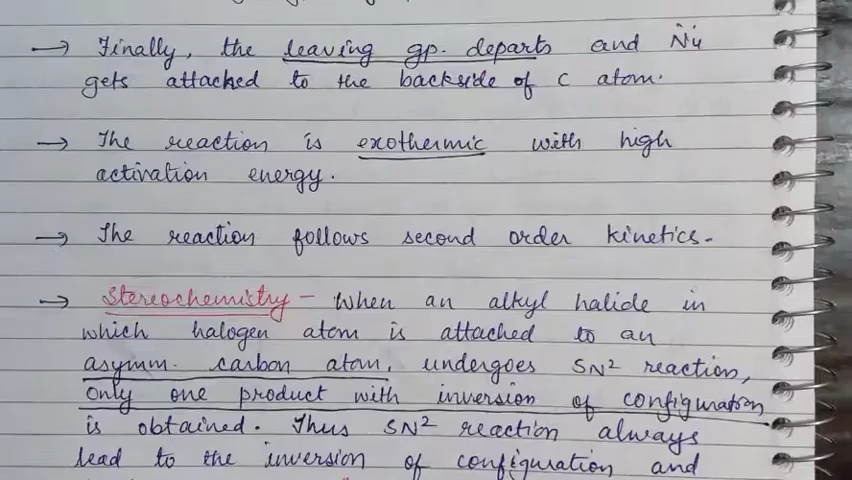 → Finally, the leaving gp. departs and Nu
gets attached to the backside of C atom.
→ The reaction is exothermic with high
activation energy.
→ The reaction follows second order kinetics.
→ Stereochemistry - When an alkyl halide in
which halogen atom is attached to an
asymm. carbon atom, undergoes SN² reaction,
only one product with inversion of configuration
is obtained. Thus SN² reaction always
lead to the inversion of configuration and